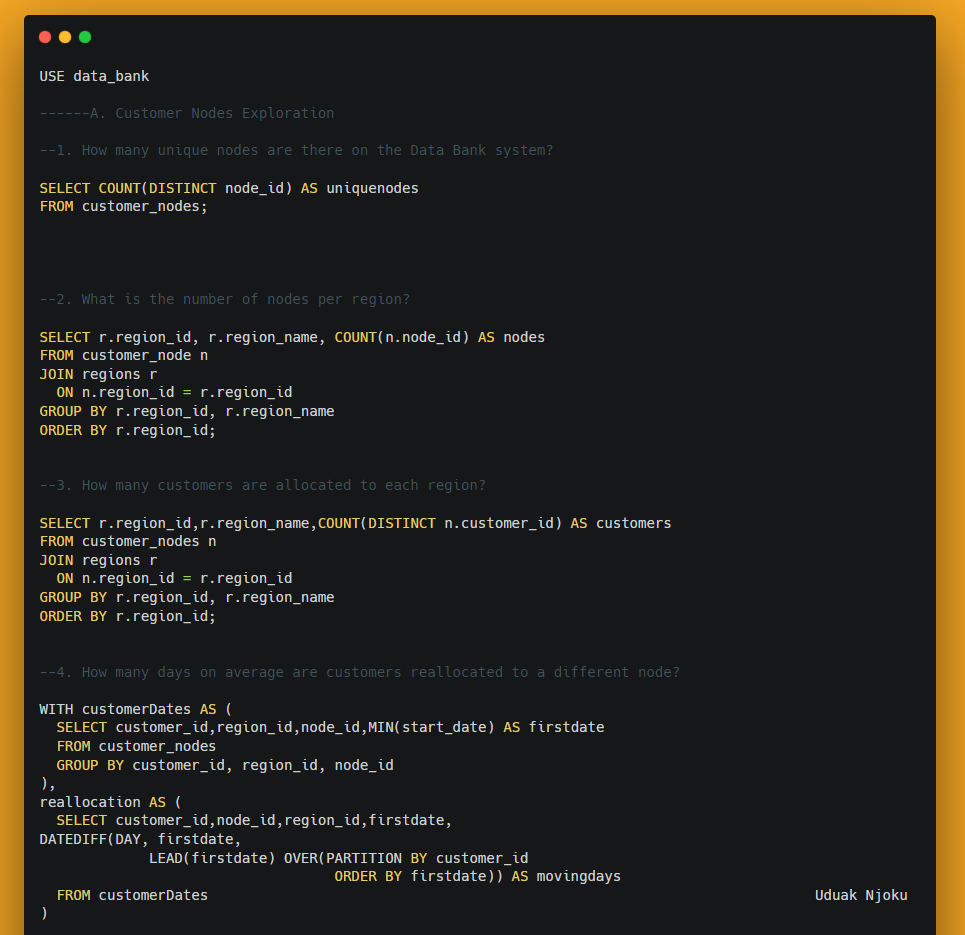 USE data_bank
------A. Customer Nodes Exploration
--1. How many unique nodes are there on the Data Bank system?
SELECT COUNT(DISTINCT node_id) AS uniquenodes
FROM customer_nodes;
--2. What is the number of nodes per region?
SELECT r.region_id, r.region_name, COUNT(n.node_id) AS nodes
FROM customer_node n
JOIN regions r
  ON n.region_id = r.region_id
GROUP BY r.region_id, r.region_name
ORDER BY r.region_id;
--3. How many customers are allocated to each region?
SELECT r.region_id,r.region_name,COUNT(DISTINCT n.customer_id) AS customers
FROM customer_nodes n
JOIN regions r
  ON n.region_id = r.region_id
GROUP BY r.region_id, r.region_name
ORDER BY r.region_id;
--4. How many days on average are customers reallocated to a different node?
WITH customerDates AS (
  SELECT customer_id,region_id,node_id,MIN(start_date) AS firstdate
  FROM customer_nodes
  GROUP BY customer_id, region_id, node_id
),
reallocation AS (
  SELECT customer_id,node_id,region_id,firstdate,
DATEDIFF(DAY, firstdate,
             LEAD(firstdate) OVER(PARTITION BY customer_id
                                   ORDER BY firstdate)) AS movingdays
  FROM customerDates
Uduak Njoku
)